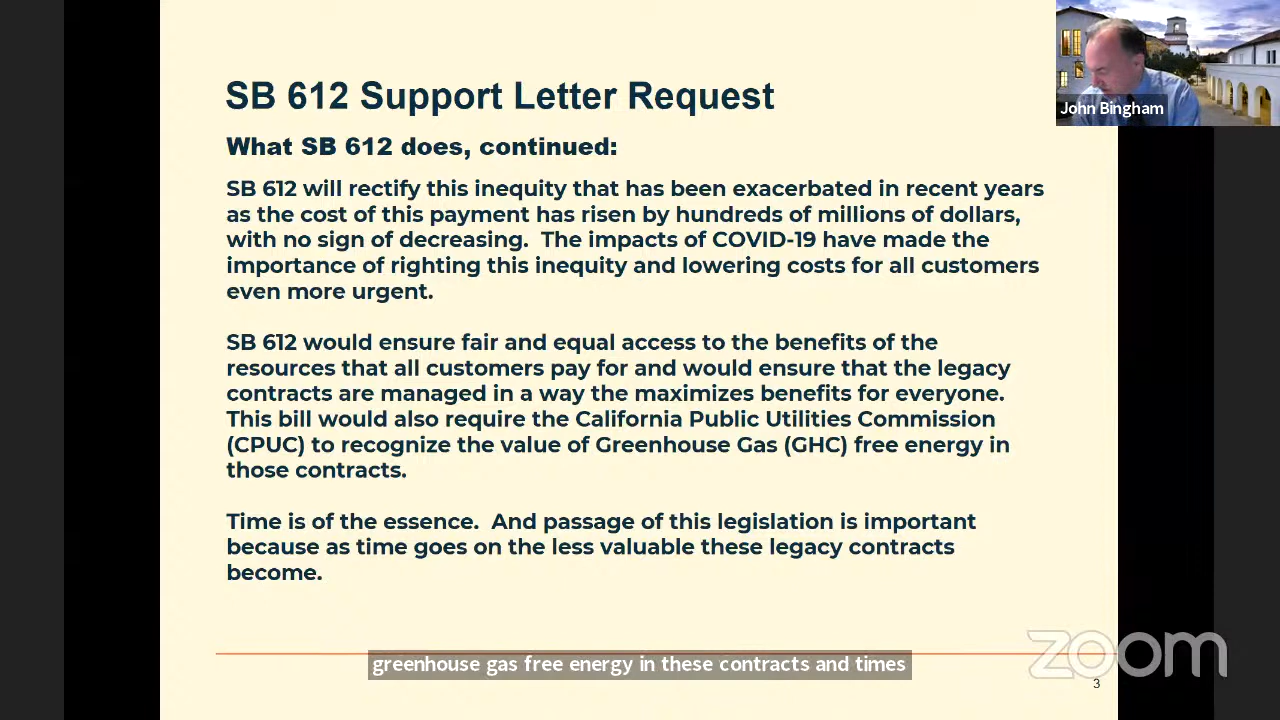 SB 612 Support Letter Request
John Bingham
What SB 612 does, continued:
SB 612 will rectify this inequity that has been exacerbated in recent years
as the cost of this payment has risen by hundreds of millions of dollars,
with no sign of decreasing.  The impacts of COVID-19 have made the
importance of righting this inequity and lowering costs for all customers
even more urgent.
SB 612 would ensure fair and equal access to the benefits of the
resources that all customers pay for and would ensure that the legacy
contracts are managed in a way the maximizes benefits for everyone.
This bill would also require the California Public Utilities Commission
(CPUC) to recognize the value of Greenhouse Gas (GHC) free energy in
those contracts.
Time is of the essence.  And passage of this legislation is important
because as time goes on the less valuable these legacy contracts
become.
greenhouse gas free energy in these contracts and times
zoom
3